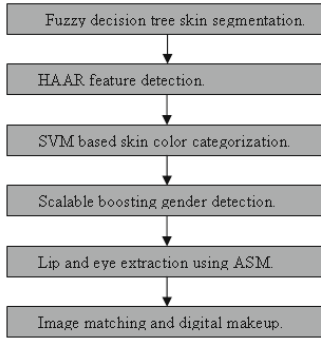 Fuzzy decision tree skin segmentation.
HAAR feature detection.
SVM based skin color categorization.
Scalable boosting gender detection.
Lip and eye extraction using ASM.
Image matching and digital makeup.